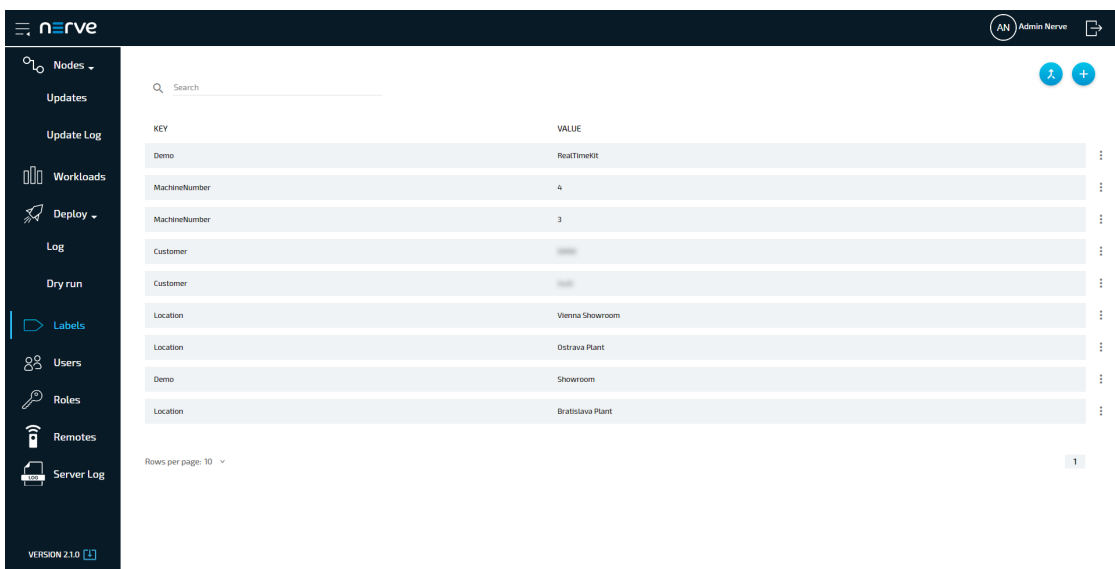 nerve
AN Admin Nerve
Nodes
Updates
Update Log
Workloads
Deploy
Log
Dry run
Labels
Users
Roles
Remotes
LOG Server Log
VERSION 2.1.0
Search
KEY VALUE
Demo RealTimeKit
MachineNumber 4
MachineNumber 3
Customer
Customer
Location Vienna Showroom
Location Ostrava Plant
Demo Showroom
Location Bratislava Plant
Rows per page: 10 1